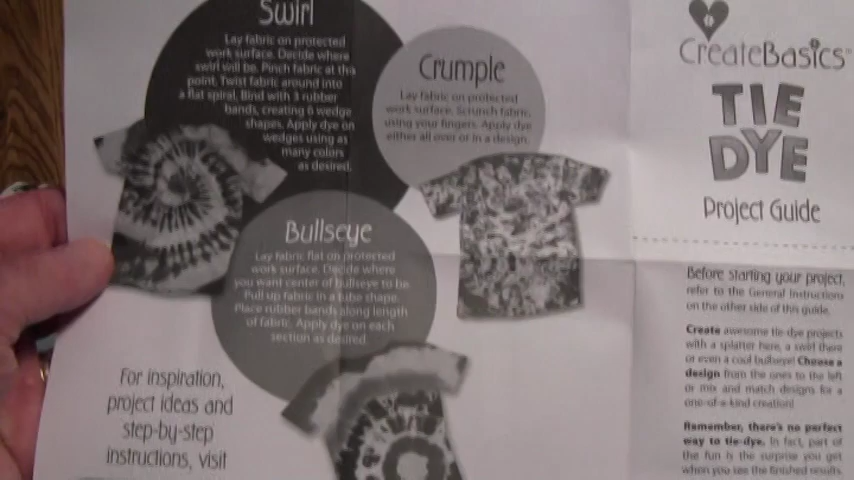 Swirl
Lay fabric on protected
work surface. Decide where
swirl will be. Pinch fabric at tha
point. Twist fabric around into
a flat spiral. Bind with 3 rubber
bands, creating 6 wedge
shapes. Apply dye on
wedges using as
many colors
as desired.
Crumple
Lay fabric on protected
work surface. Scrunch fabric,
using your fingers. Apply dye
either all over or in a design.
Bullseye
Lay fabric flat on protected
work surface. Decide where
you want center of bullseye to be.
Pull up fabric in a tube shape.
Place rubber bands along length
of fabric. Apply dye on each
section as desired.
For inspiration,
project ideas and
step-by-step
instructions, visit
CreateBasics
TIE
DYE
Project Guide
Before starting your project,
refer to the General Instructions
on the other side of this guide.
Create awesome tie-dye projects
with a splatter here, a swirl there
or even a cool bullseye! Choose a
design from the ones to the left
or mix and match designs for a
one-of-a-kind creation!
Remember, there's no perfect
way to tie-dye. In fact, part of
the fun is the surprise you get
when you see the finished results.